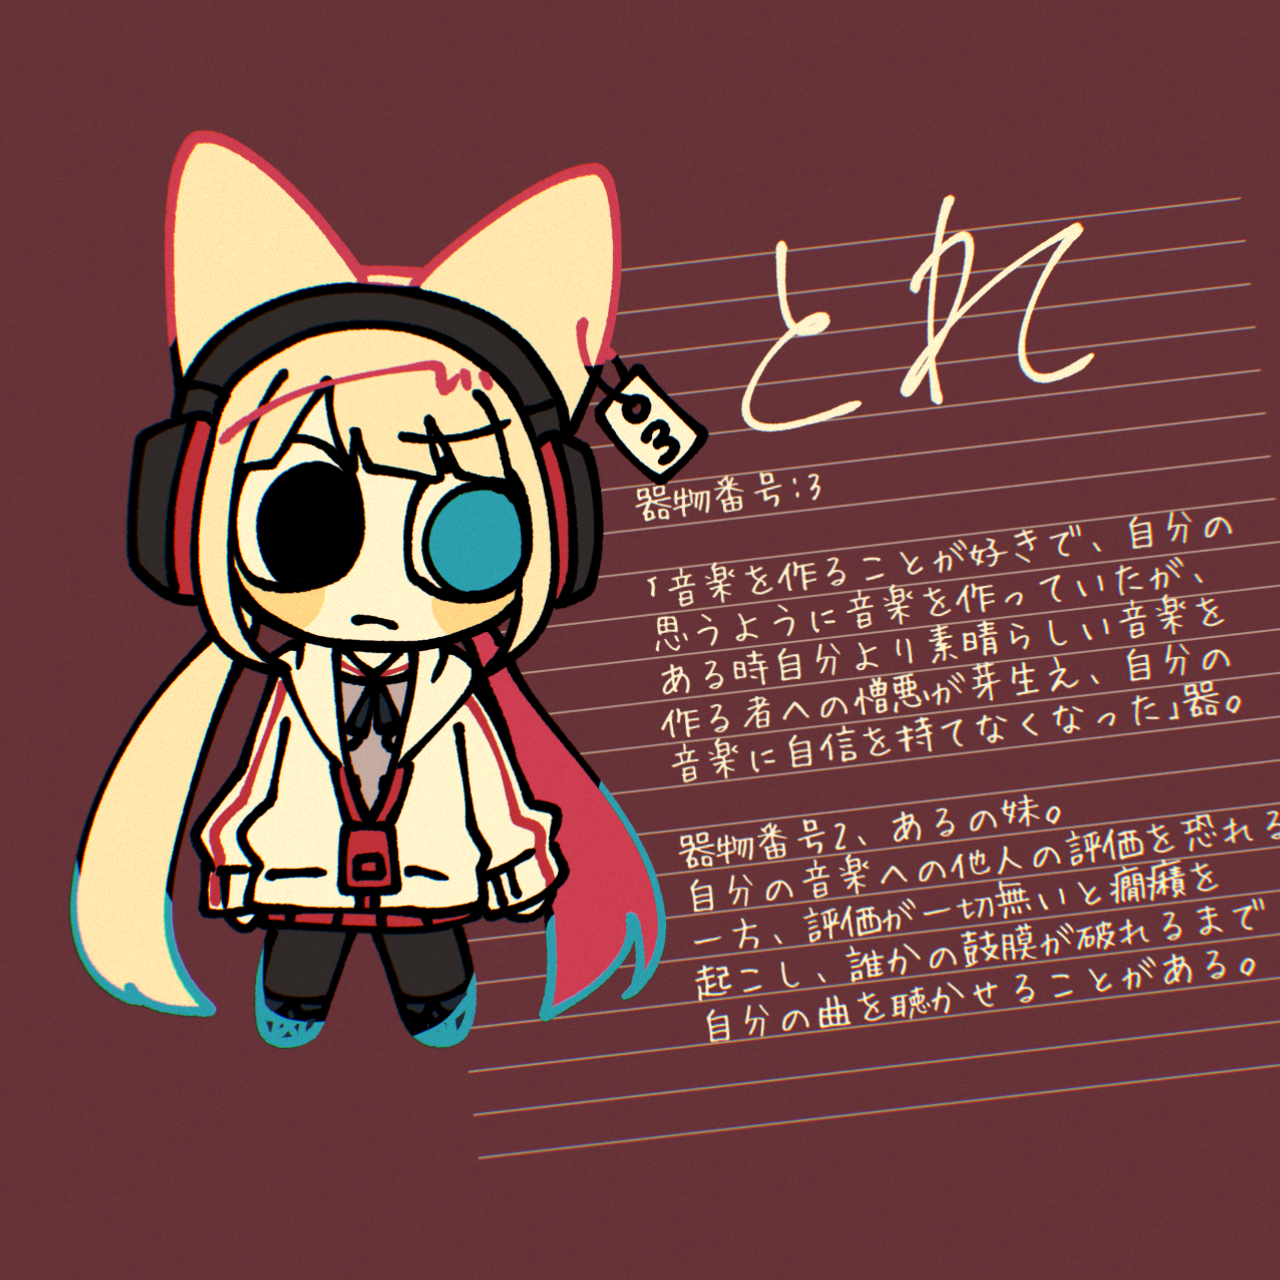 とれ
03
器物番号:3
「音楽を作ることが好きで、自分の
思うように音楽を作っていたが、
ある時自分より素晴らしい音楽を
作る者への憎悪が芽生え、自分の
音楽に自信を持てなくなった」器。
器物番号2、あるの妹。
自分の音楽への他人の評価を恐れる
一方、評価が一切無いと癇癪を
起こし、誰かの鼓膜が破れるまで
自分の曲を聴かせることがある。